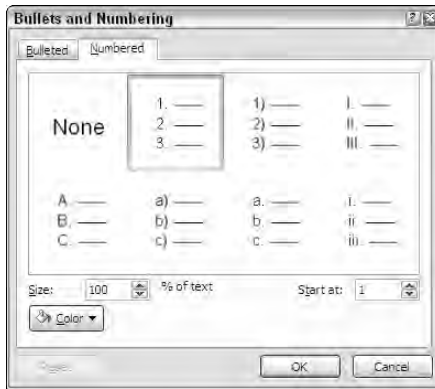 Bullets and Numbering
Bulleted Numbered
None
1.
2.
3.
1)
2)
3)
I.
II.
III.
A.
B.
C.
a)
b)
c)
a.
b.
c.
i.
ii.
iii.
Size: 100 % of text Start at: 1
Color
OK Cancel